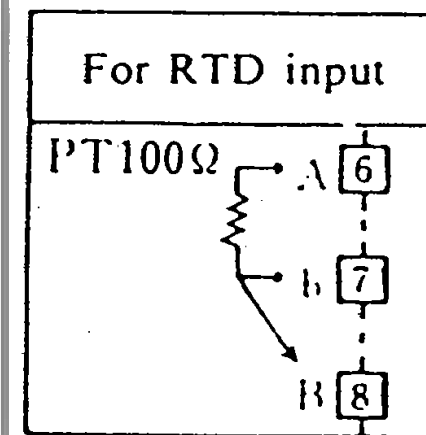 For RTD input
PT100Ω
A 6
b 7
B 8